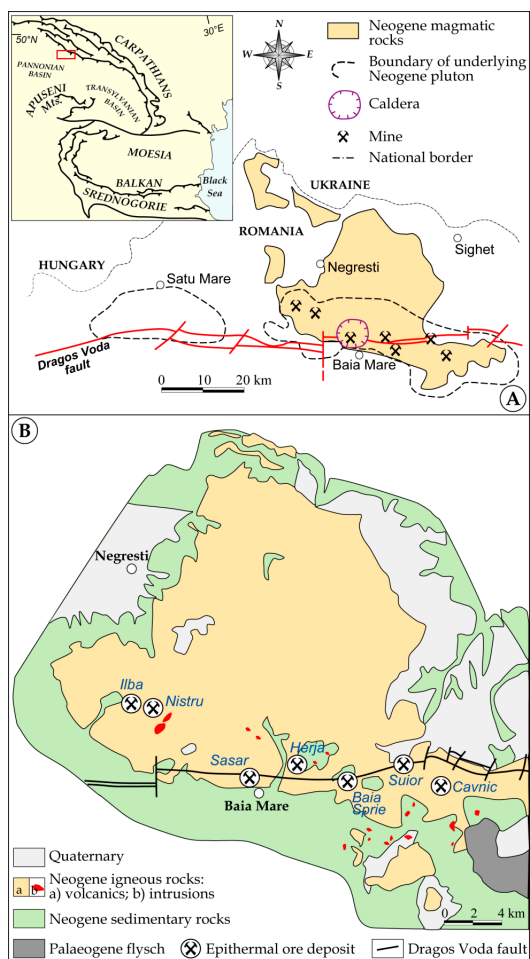 50°N
30°E
CARPATHIANS
PANNONIAN
BASIN
APUSENI
Mts.
TRANSYLVANIAN
BASIN
MOESIA
BALKAN
SREDNOGORIE
Black
Sea
N
W
E
S
Neogene magmatic
rocks
Boundary of underlying
Neogene pluton
Caldera
Mine
National border
UKRAINE
ROMANIA
HUNGARY
Sighet
Negresti
Satu Mare
Dragos Voda
fault
Baia Mare
0 10 20 km
A
B
Negresti
Ilba
Nistru
Herja
Sasar
Suior
Cavnic
Baia
Sprie
Baia Mare
Quaternary
a b
Neogene igneous rocks:
a) volcanics; b) intrusions
Neogene sedimentary rocks
0 2 4 km
Palaeogene flysch
Epithermal ore deposit
Dragos Voda fault